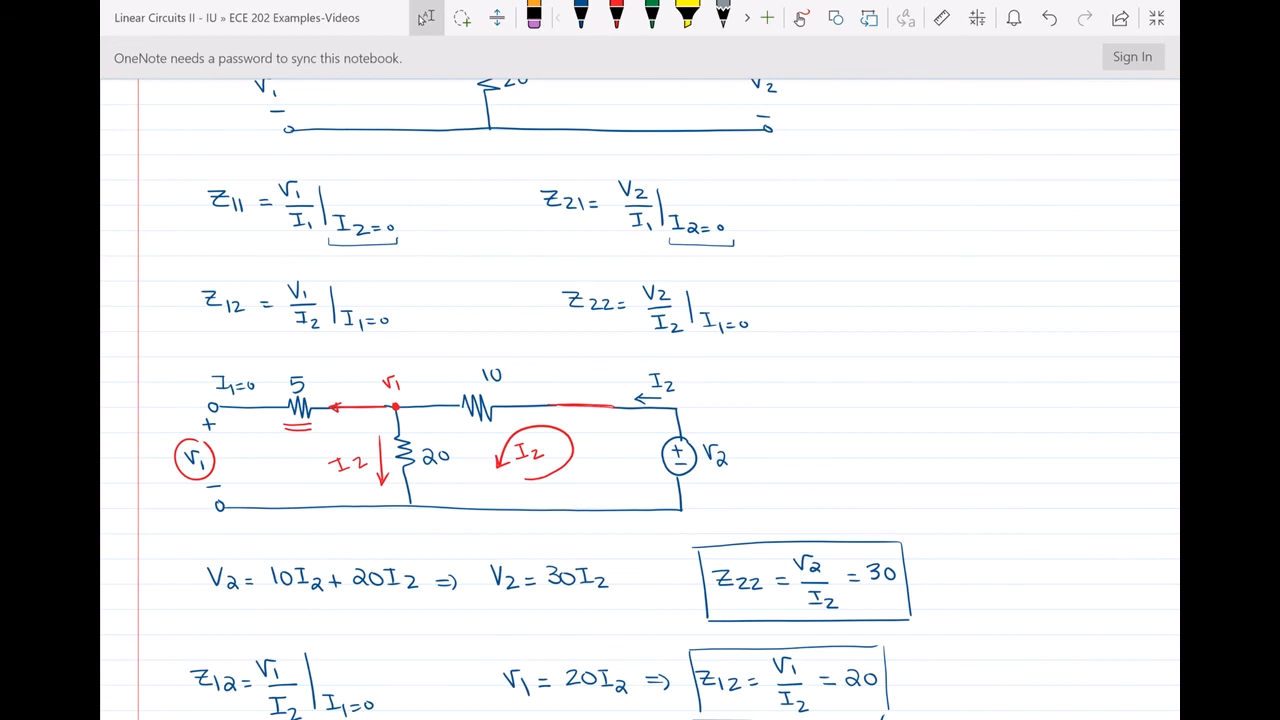 Linear Circuits II - IU » ECE 202 Examples-Videos
OneNote needs a password to sync this notebook. Sign In
V1 20 V2
Z11 = V1/I1 | I2=0 Z21 = V2/I1 | I2=0
Z12 = V1/I2 | I1=0 Z22 = V2/I2 | I1=0
I1=0 5 V1 10 I2
+
V1 I2 20 I2 + − V2
−
V2 = 10I2 + 20I2 ⇒ V2 = 30I2 Z22 = V2/I2 = 30
Z12 = V1/I2 | I1=0 V1 = 20I2 ⇒ Z12 = V1/I2 = 20